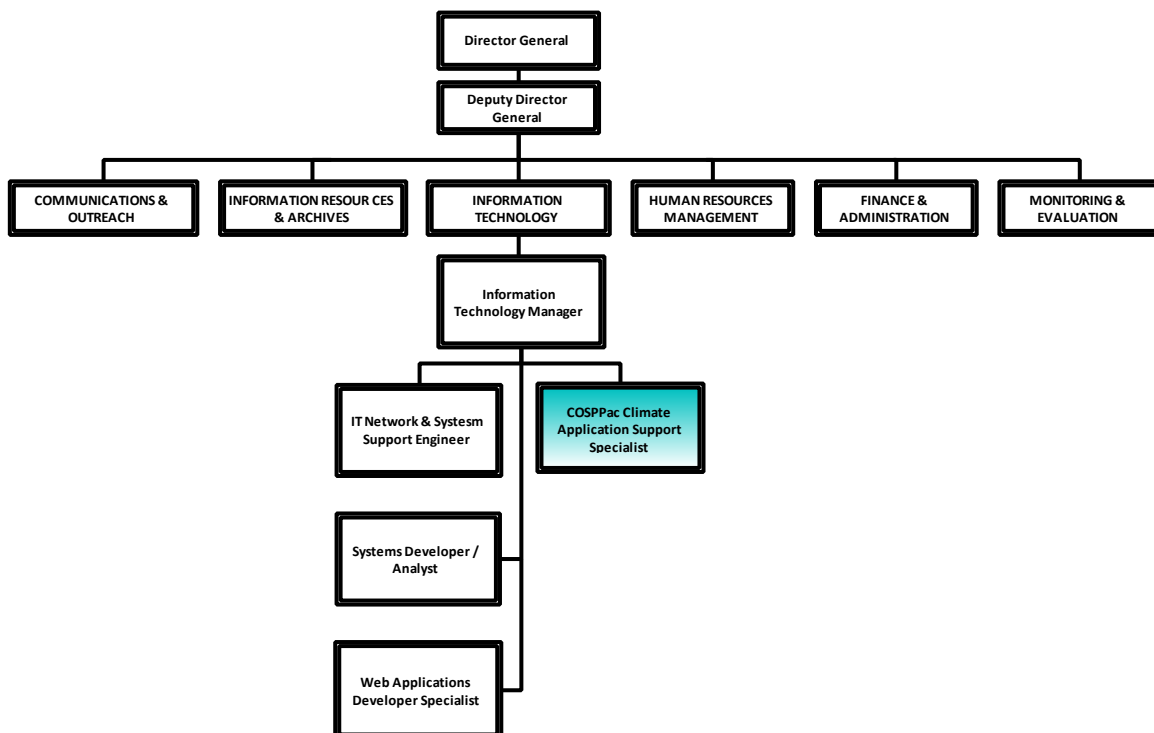 Director General
Deputy Director
General
COMMUNICATIONS &
OUTREACH
INFORMATION RESOURCES
& ARCHIVES
INFORMATION
TECHNOLOGY
HUMAN RESOURCES
MANAGEMENT
FINANCE &
ADMINISTRATION
MONITORING &
EVALUATION
Information
Technology Manager
IT Network & Systesm
Support Engineer
COSPPac Climate
Application Support
Specialist
Systems Developer /
Analyst
Web Applications
Developer Specialist